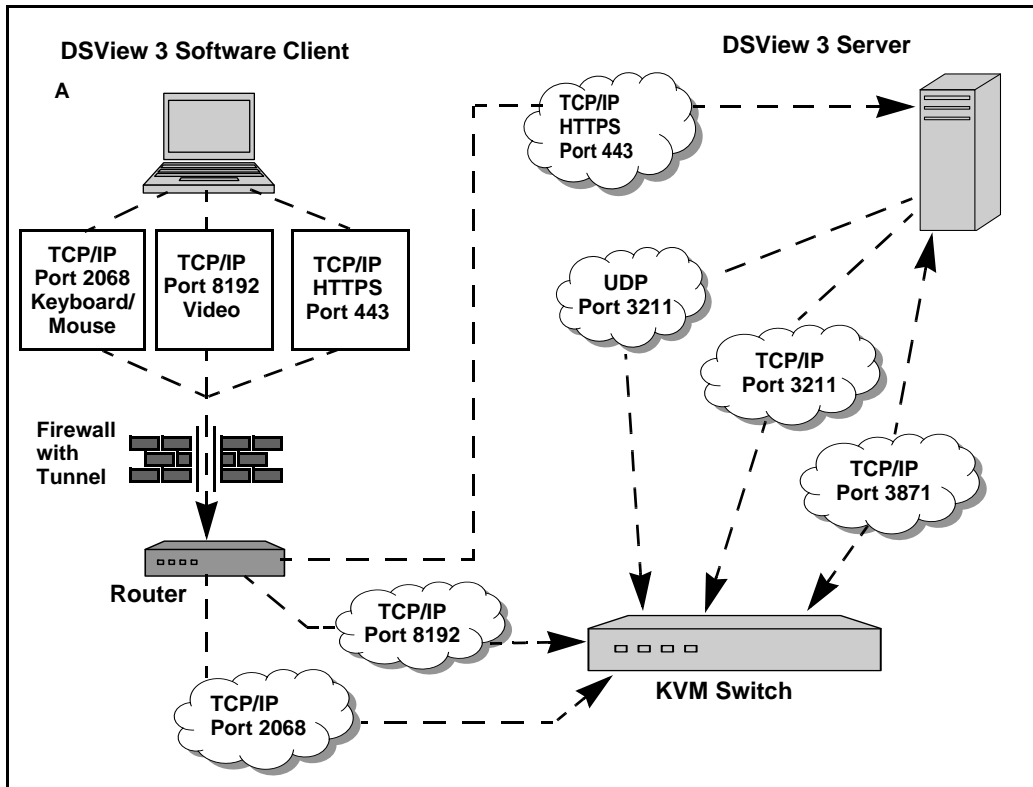 DSView 3 Software Client
DSView 3 Server
A
TCP/IP
HTTPS
Port 443
TCP/IP
Port 2068
Keyboard/
Mouse
TCP/IP
Port 8192
Video
TCP/IP
HTTPS
Port 443
UDP
Port 3211
TCP/IP
Port 3211
Firewall
with
Tunnel
TCP/IP
Port 3871
Router
TCP/IP
Port 8192
KVM Switch
TCP/IP
Port 2068